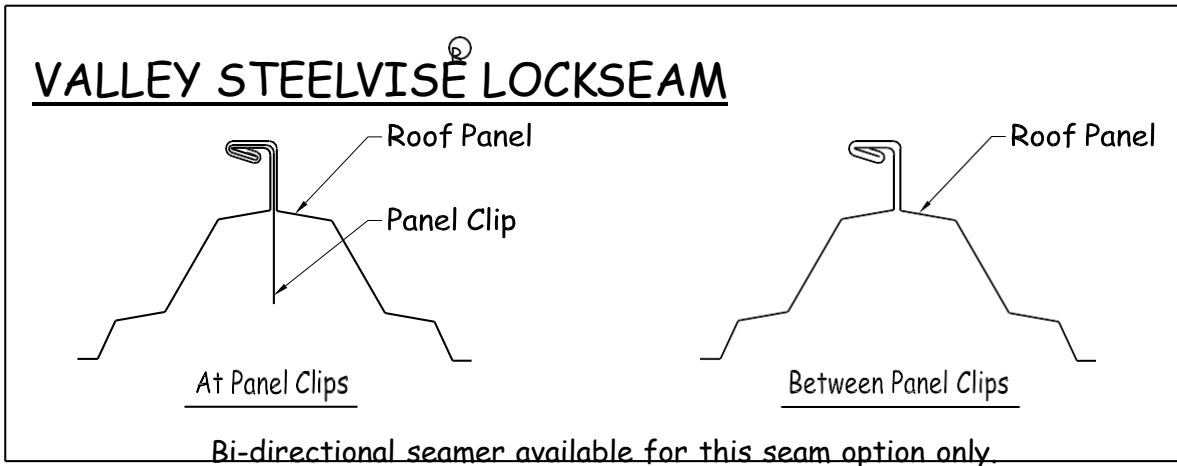 VALLEY STEELVISE® LOCKSEAM
Roof Panel
Panel Clip
At Panel Clips
Roof Panel
Between Panel Clips
Bi-directional seamer available for this seam option only.